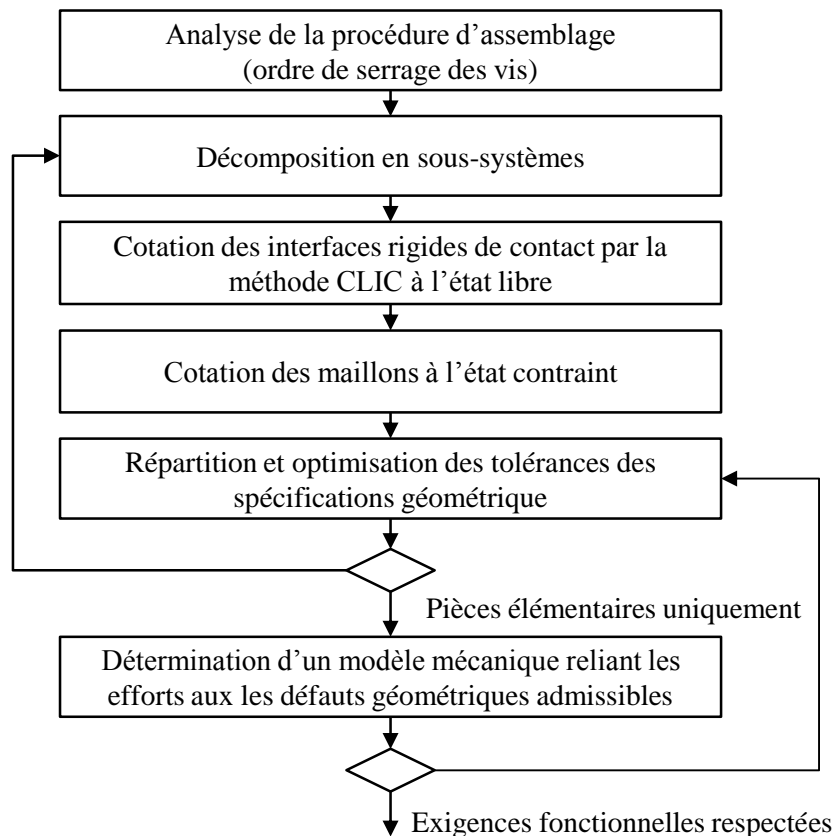 Analyse de la procédure d’assemblage
(ordre de serrage des vis)
Décomposition en sous-systèmes
Cotation des interfaces rigides de contact par la
méthode CLIC à l’état libre
Cotation des maillons à l’état contraint
Répartition et optimisation des tolérances des
spécifications géométrique
Pièces élémentaires uniquement
Détermination d’un modèle mécanique reliant les
efforts aux les défauts géométriques admissibles
Exigences fonctionnelles respectées